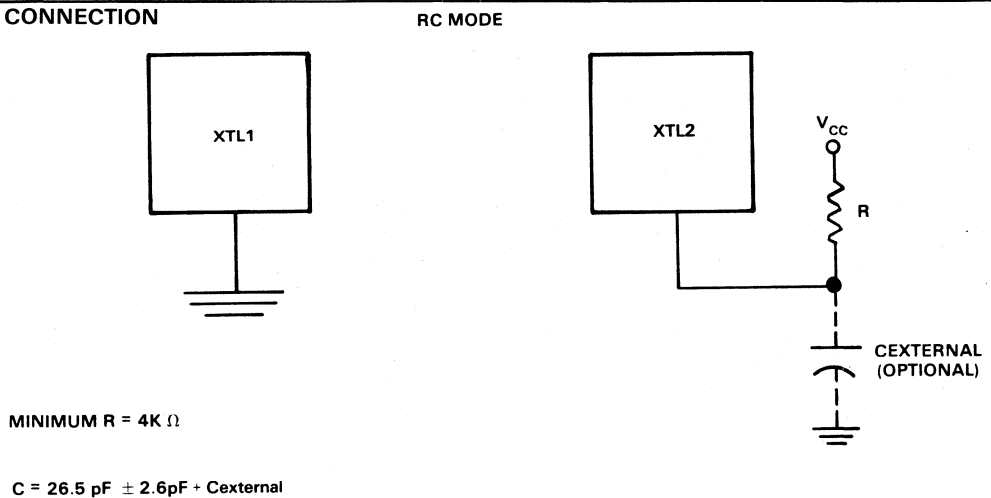 CONNECTION
RC MODE
XTL1
XTL2
VCC
R
CEXTERNAL
(OPTIONAL)
MINIMUM R = 4K Ω
C = 26.5 pF ± 2.6pF + Cexternal